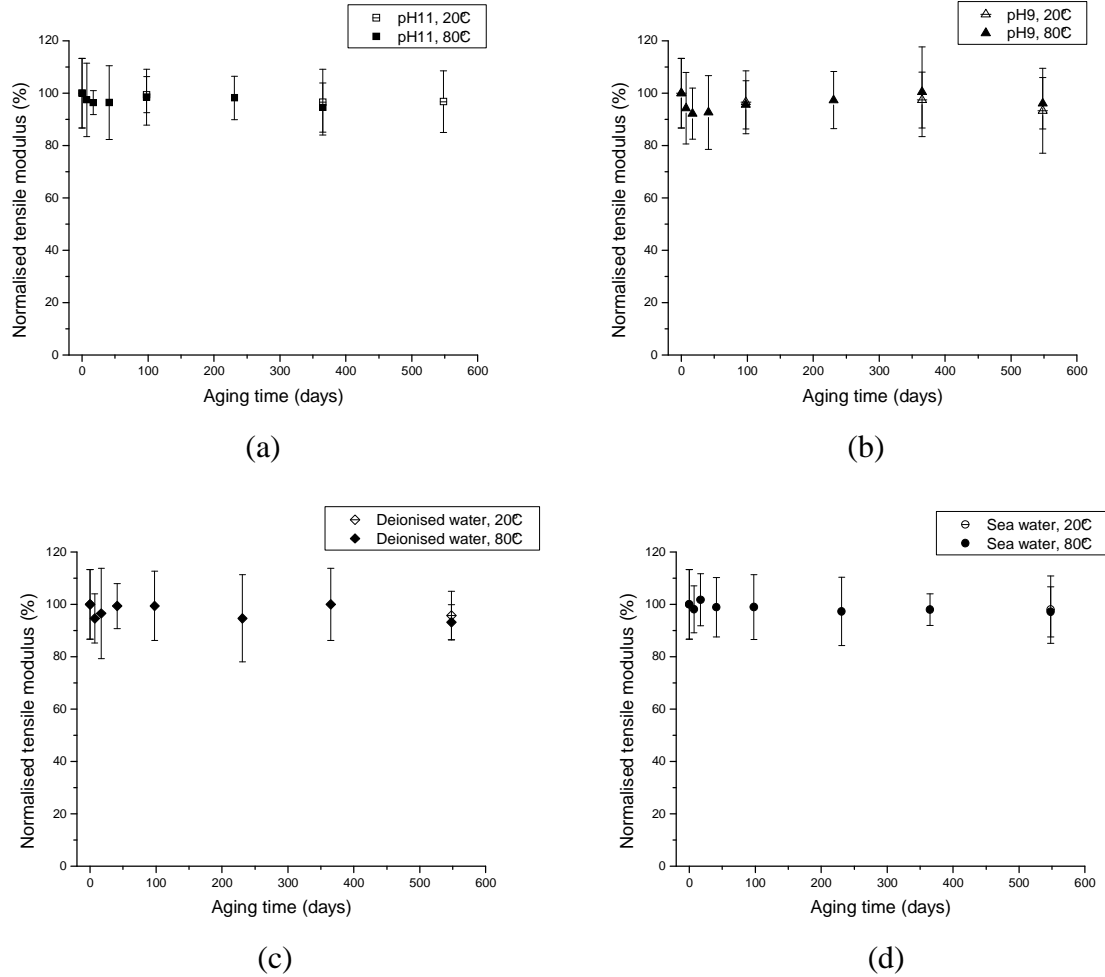 pH11, 20℃
pH11, 80℃
120
100
80
60
40
20
0
Normalised tensile modulus (%)
0 100 200 300 400 500 600
Aging time (days)
(a)
pH9, 20℃
pH9, 80℃
120
100
80
60
40
20
0
Normalised tensile modulus (%)
0 100 200 300 400 500 600
Aging time (days)
(b)
Deionised water, 20℃
Deionised water, 80℃
120
100
80
60
40
20
0
Normalised tensile modulus (%)
0 100 200 300 400 500 600
Aging time (days)
(c)
Sea water, 20℃
Sea water, 80℃
120
100
80
60
40
20
0
Normalised tensile modulus (%)
0 100 200 300 400 500 600
Aging time (days)
(d)